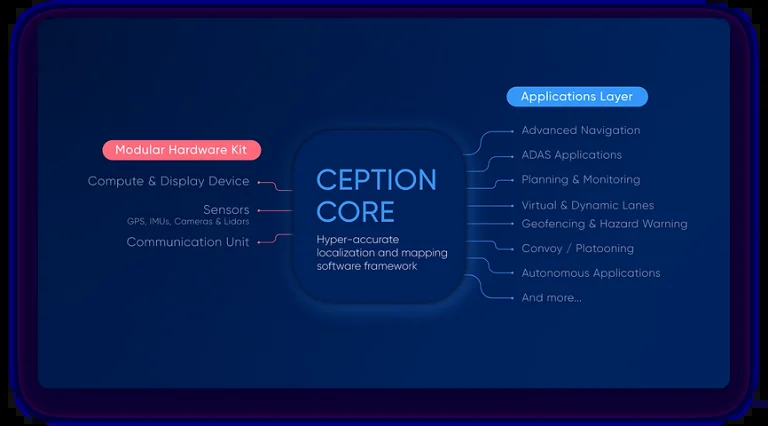 Modular Hardware Kit
Compute & Display Device
Sensors
GPS, IMUs, Cameras & Lidars
Communication Unit
CEPTION
CORE
Hyper-accurate
localization and mapping
software framework
Applications Layer
Advanced Navigation
ADAS Applications
Planning & Monitoring
Virtual & Dynamic Lanes
Geofencing & Hazard Warning
Convoy / Platooning
Autonomous Applications
And more...